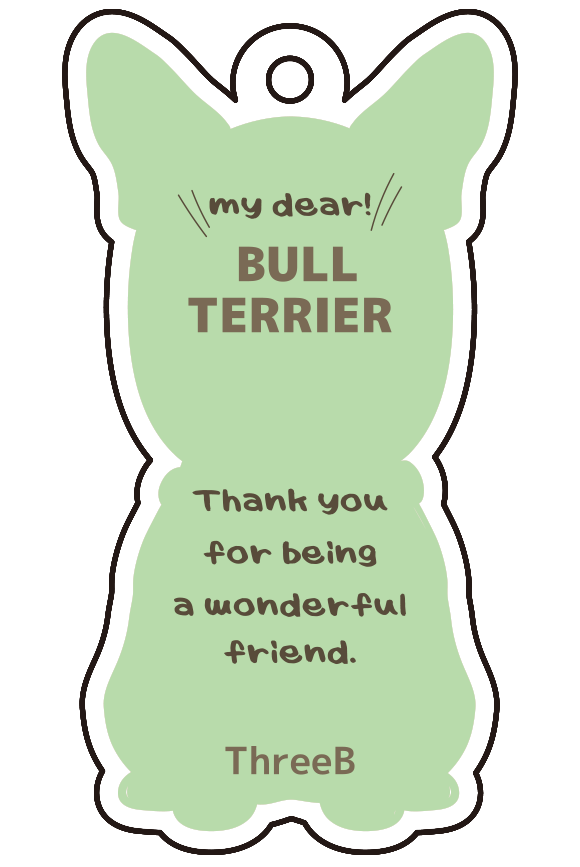 my dear!
BULL
TERRIER
Thank you
for being
a wonderful
friend.
ThreeB